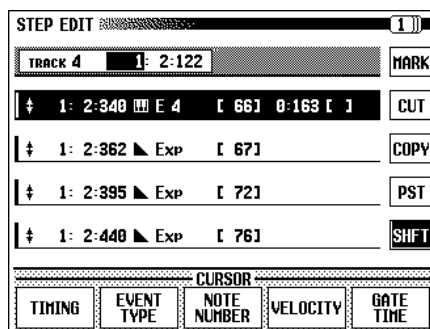 STEP EDIT 1
TRACK 4 1: 2:122
MARK
1: 2:340 E 4 [ 66] 0:163 [ ]
CUT
1: 2:362 Exp [ 67]
COPY
1: 2:395 Exp [ 72]
PST
1: 2:440 Exp [ 76]
SHFT
CURSOR
TIMING
EVENT
TYPE
NOTE
NUMBER
VELOCITY
GATE
TIME